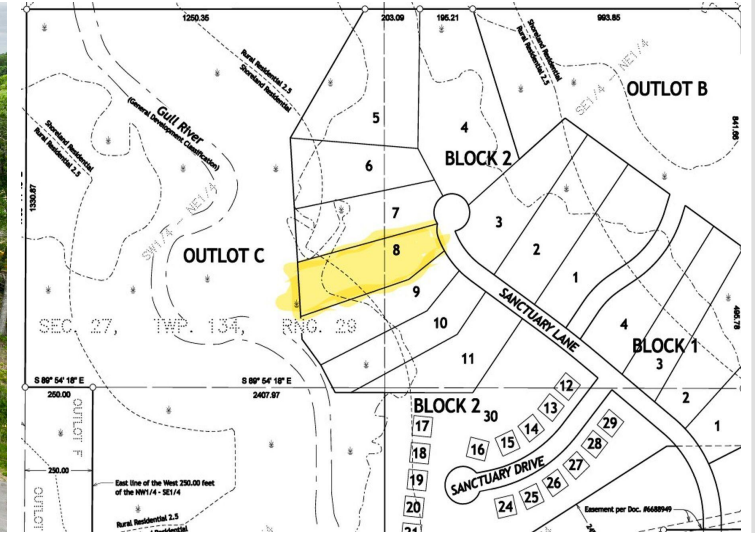 1250.35
203.09
195.21
993.85
Rural Residential 2.5
Shoreland Residential
Shoreland Residential
Rural Residential 2.5
SE1/4 - NE1/4
OUTLOT B
841.66
Gull River
(General Development Classification)
Shoreland Residential
Rural Residential 2.5
5
4
BLOCK 2
6
1330.87
SW1/4 - NE1/4
7
3
OUTLOT C
8
2
9
1
SANCTUARY LANE
10
4
495.78
SEC. 27, TWP. 134, RNG. 29
11
BLOCK 1
3
S 89° 54' 18" E
S 89° 54' 18" E
250.00
2407.97
2
1
OUTLOT F
BLOCK 2
30
12
13
14
15
16
17
18
19
20
21
29
28
27
26
25
24
SANCTUARY DRIVE
250.00
East line of the West 250.00 feet
of the NW1/4 - SE1/4
OUTLOT
Rural Residential 2.5
Shoreland Residential
Easement per Doc. #6688949